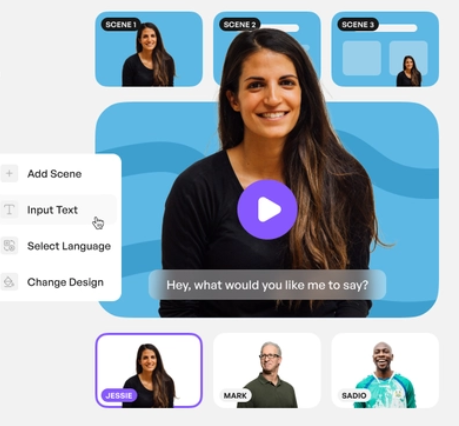 SCENE 1
SCENE 2
SCENE 3
Add Scene
Input Text
Select Language
Change Design
Hey, what would you like me to say?
JESSIE
MARK
SADIO